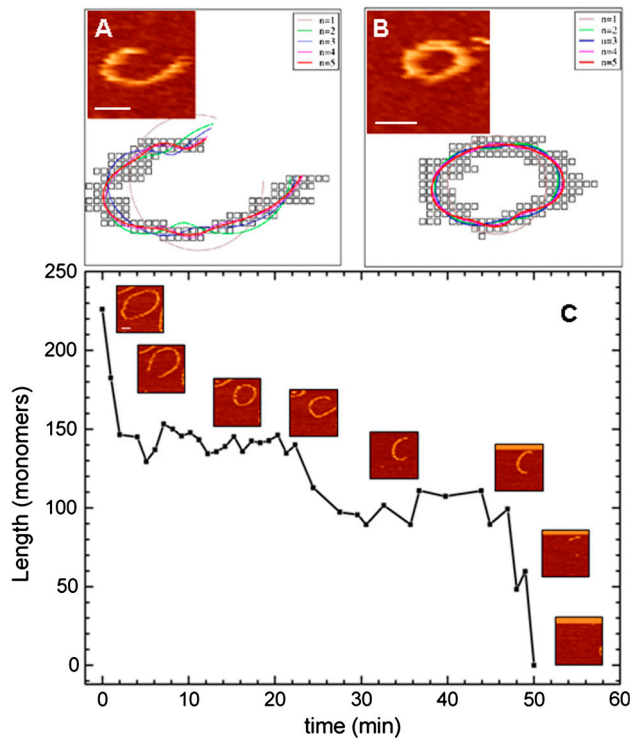 A
n=1
n=2
n=3
n=4
n=5
B
n=1
n=2
n=3
n=4
n=5
C
250
200
150
100
50
0
Length (monomers)
0 10 20 30 40 50 60
time (min)